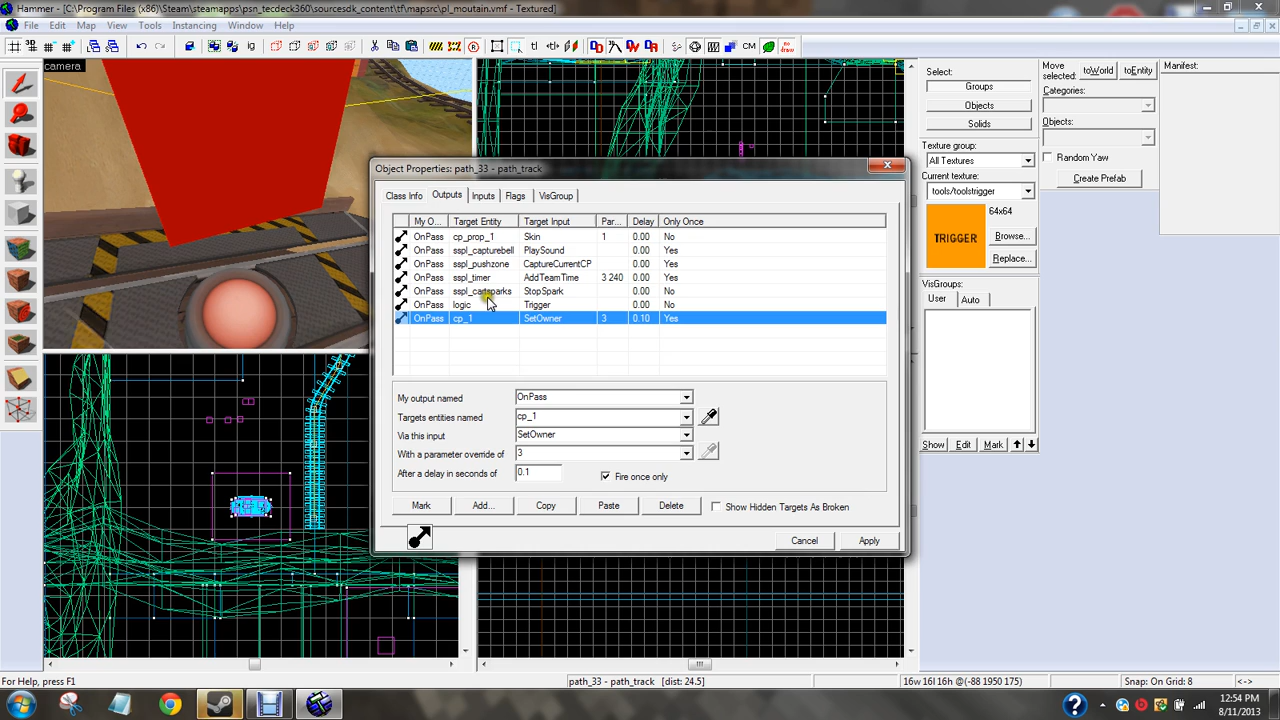 Hammer - [C:\Program Files (x86)\Steam\steamapps\psn_tecdeck360\sourcesdk_content\tf\mapsrc\pl_moutain.vmf - Textured]
File Edit Map View Tools Instancing Window Help
camera
Object Properties: path_33 - path_track
Class Info Outputs Inputs Flags VisGroup
My O... Target Entity Target Input Par... Delay Only Once
OnPass cp_prop_1 Skin 1 0.00 No
OnPass sspl_capturebell PlaySound 0.00 Yes
OnPass sspl_pushzone CaptureCurrentCP 0.00 Yes
OnPass sspl_timer AddTeamTime 3 240 0.00 Yes
OnPass sspl_cartsparks StopSpark 0.00 No
OnPass logic Trigger 0.00 No
OnPass cp_1 SetOwner 3 0.10 Yes
My output named OnPass
Targets entities named cp_1
Via this input SetOwner
With a parameter override of 3
After a delay in seconds of 0.1 Fire once only
Mark Add... Copy Paste Delete Show Hidden Targets As Broken
Cancel Apply
Select:
Groups
Objects
Solids
Texture group:
All Textures
Current texture:
tools/toolstrigger
TRIGGER
64x64
Browse...
Replace...
VisGroups:
User Auto
Show Edit Mark
Move selected: toWorld toEntity
Categories:
Objects:
Random Yaw
Create Prefab
Manifest:
For Help, press F1
path_33 - path_track [dist: 24.5]
16w 16l 16h @(-88 1950 175)
Snap: On Grid: 8
<->
12:54 PM
8/11/2013